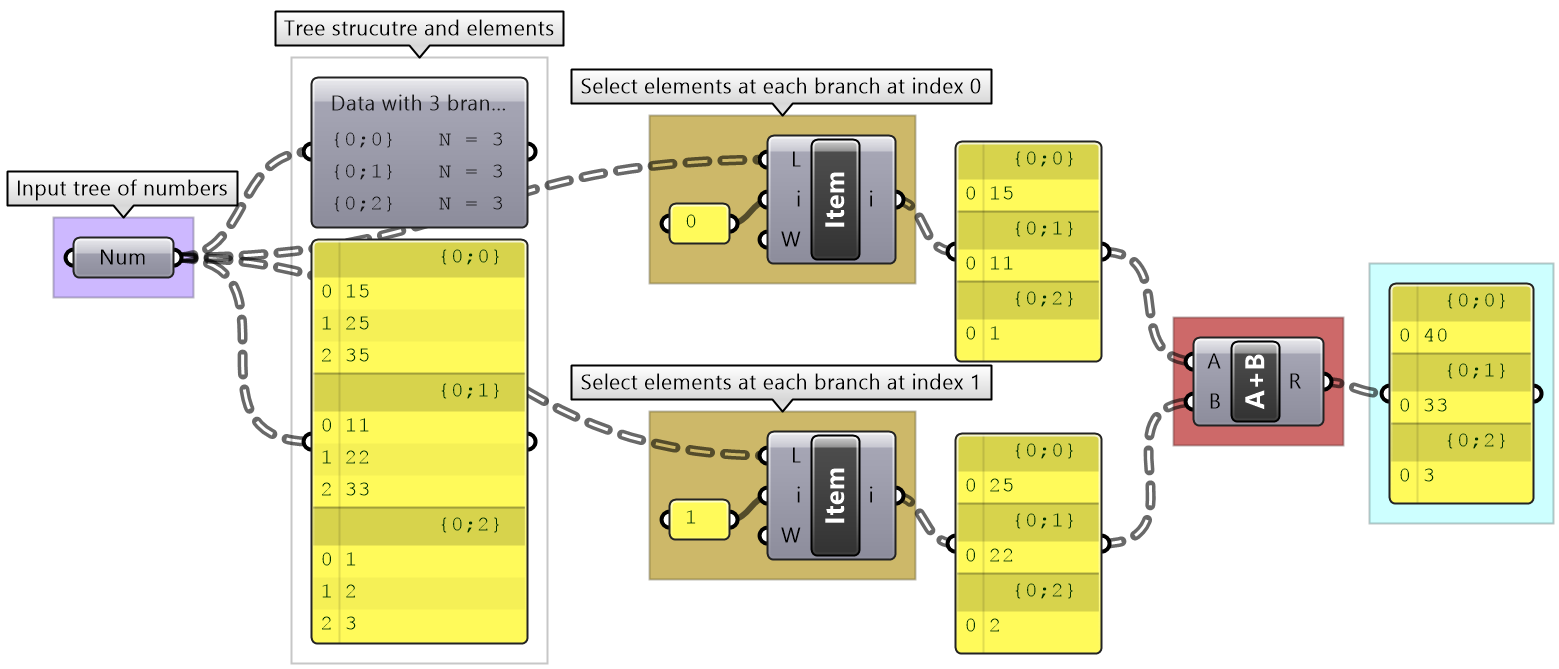 Tree strucutre and elements
Data with 3 bran...
{0;0} N = 3
{0;1} N = 3
{0;2} N = 3
Input tree of numbers
Num
{0;0}
0 15
1 25
2 35
{0;1}
0 11
1 22
2 33
{0;2}
0 1
1 2
2 3
Select elements at each branch at index 0
0
L
i
W
Item
i
{0;0}
0 15
{0;1}
0 11
{0;2}
0 1
Select elements at each branch at index 1
1
L
i
W
Item
i
{0;0}
0 25
{0;1}
0 22
{0;2}
0 2
A
B
A+B
R
{0;0}
0 40
{0;1}
0 33
{0;2}
0 3